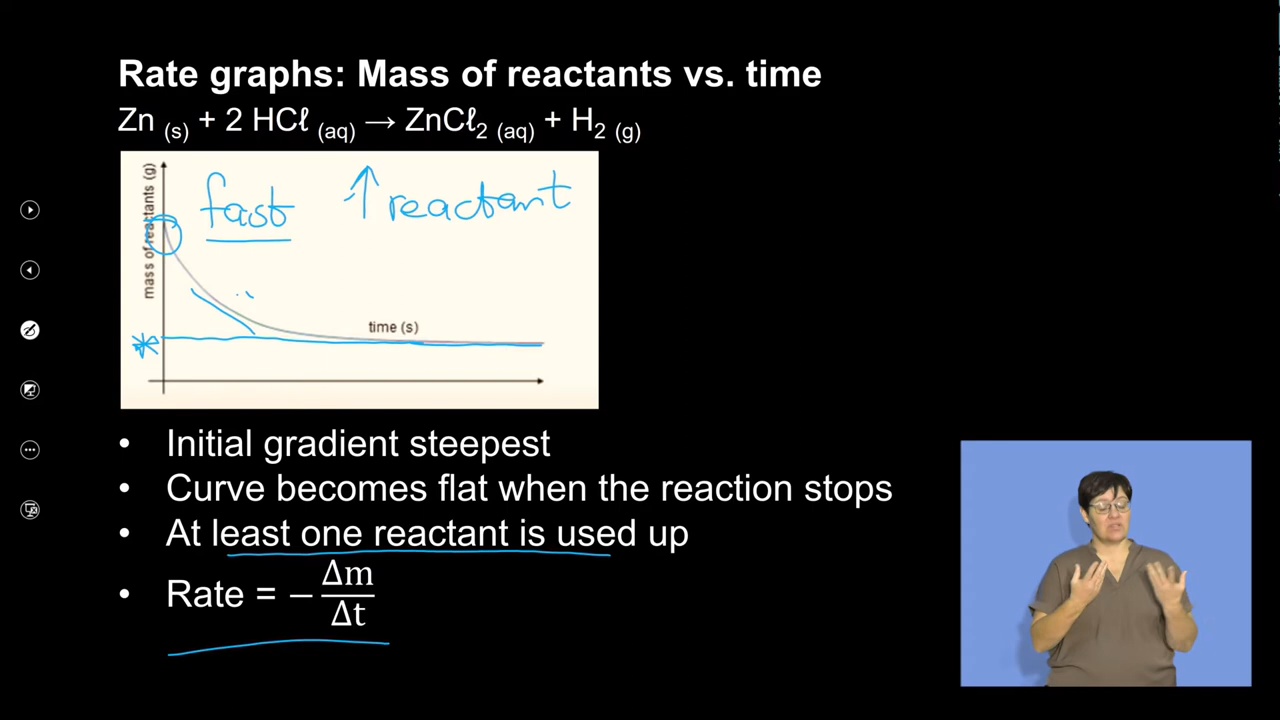 Rate graphs: Mass of reactants vs. time
Zn (s) + 2 HCℓ (aq) → ZnCℓ₂ (aq) + H₂ (g)
mass of reactants (g)
fast ↑ reactant
time (s)
*
• Initial gradient steepest
• Curve becomes flat when the reaction stops
• At least one reactant is used up
• Rate = − Δm/Δt